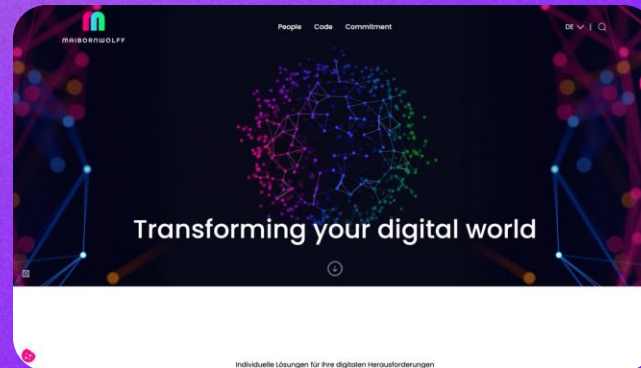 MAIBORNWOLFF
People Code Commitment
DE
Transforming your digital world
Individuelle Lösungen für Ihre digitalen Herausforderungen